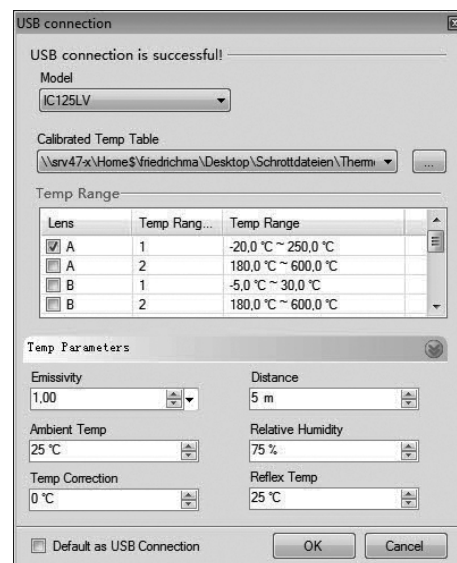 USB connection
USB connection is successful!
Model
IC125LV
Calibrated Temp Table
\\srv47-x\Home$\friedrichma\Desktop\Schrottdateien\Therm
...
Temp Range
Lens Temp Rang... Temp Range
A 1 -20,0 °C ~ 250,0 °C
A 2 180,0 °C ~ 600,0 °C
B 1 -5,0 °C ~ 30,0 °C
B 2 180,0 °C ~ 600,0 °C
Temp Parameters
Emissivity Distance
1,00 5 m
Ambient Temp Relative Humidity
25 °C 75 %
Temp Correction Reflex Temp
0 °C 25 °C
Default as USB Connection OK Cancel